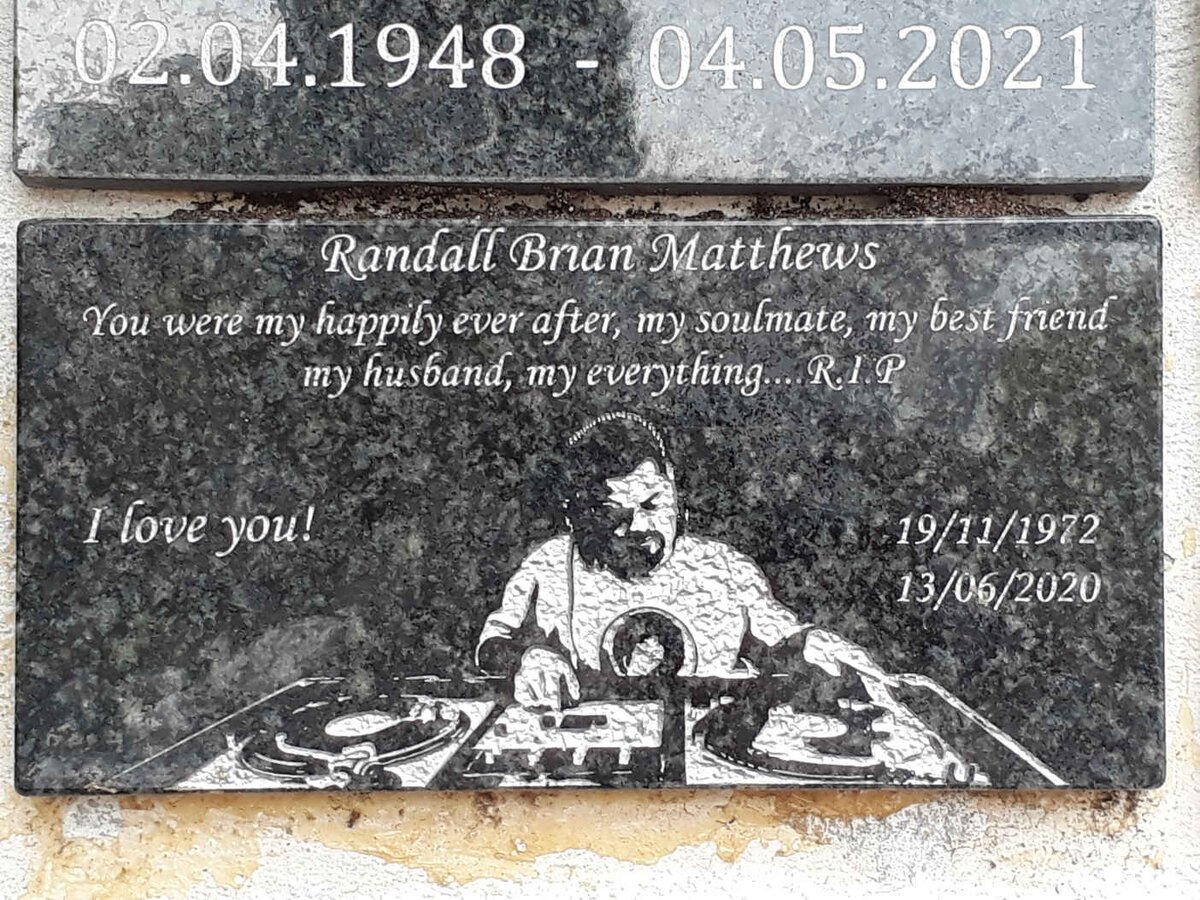 02.04.1948 - 04.05.2021
Randall Brian Matthews
You were my happily ever after, my soulmate, my best friend
my husband, my everything....R.I.P
I love you!
19/11/1972
13/06/2020